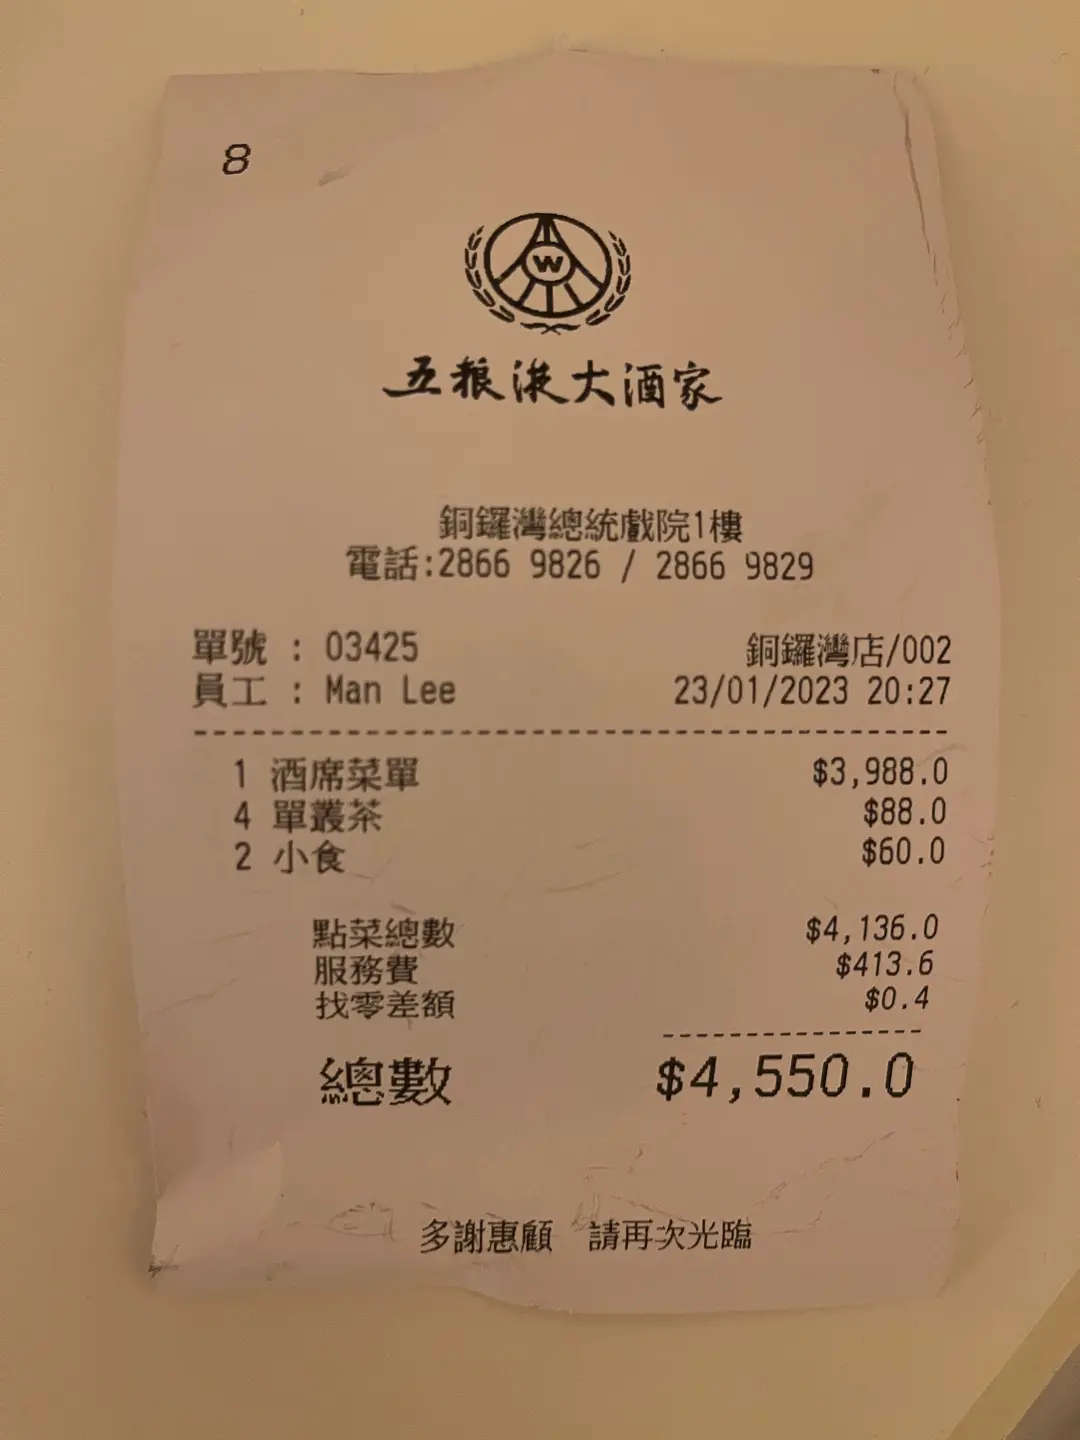 8
W
五粮液大酒家
銅鑼灣總統戲院1樓
電話:2866 9826 / 2866 9829
單號 : 03425 銅鑼灣店/002
員工 : Man Lee 23/01/2023 20:27
1 酒席菜單 $3,988.0
4 單叢茶 $88.0
2 小食 $60.0
點菜總數 $4,136.0
服務費 $413.6
找零差額 $0.4
總數 $4,550.0
多謝惠顧 請再次光臨